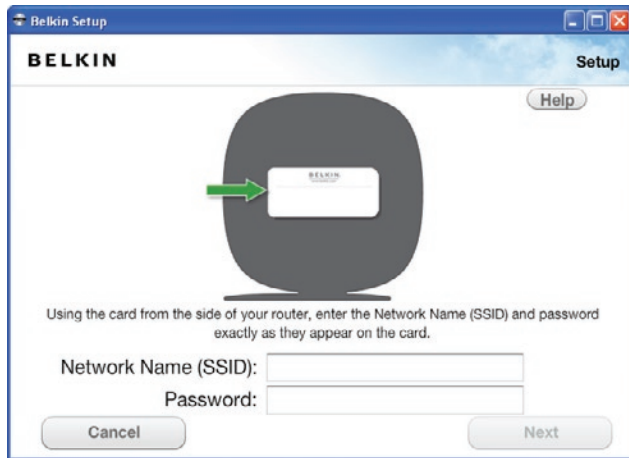 Belkin Setup
BELKIN
Setup
Help
BELKIN
Using the card from the side of your router, enter the Network Name (SSID) and password
exactly as they appear on the card.
Network Name (SSID):
Password:
Cancel
Next